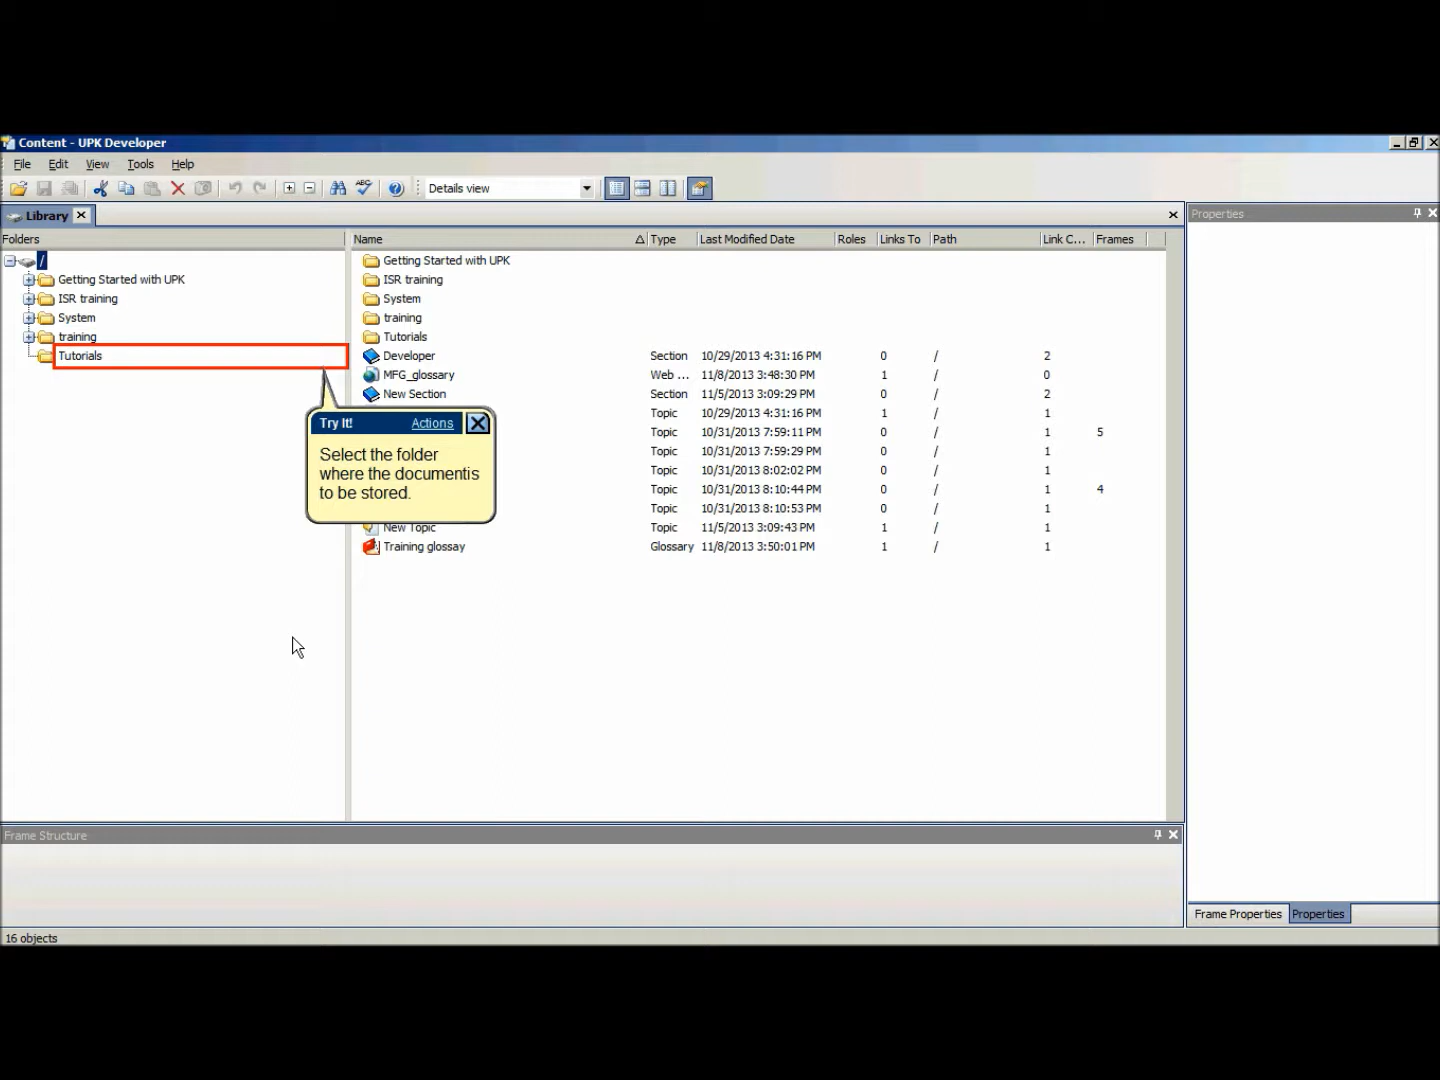 Content - UPK Developer
File Edit View Tools Help
Details view
Library
Properties
Folders
Name Type Last Modified Date Roles Links To Path Link C... Frames
/
Getting Started with UPK
ISR training
System
training
Tutorials
Getting Started with UPK
ISR training
System
training
Tutorials
Developer Section 10/29/2013 4:31:16 PM 0 / 2
MFG_glossary Web ... 11/8/2013 3:48:30 PM 1 / 0
New Section Section 11/5/2013 3:09:29 PM 0 / 2
Topic 10/29/2013 4:31:16 PM 1 / 1
Topic 10/31/2013 7:59:11 PM 0 / 1 5
Topic 10/31/2013 7:59:29 PM 0 / 1
Topic 10/31/2013 8:02:02 PM 0 / 1
Topic 10/31/2013 8:10:44 PM 0 / 1 4
Topic 10/31/2013 8:10:53 PM 0 / 1
New Topic Topic 11/5/2013 3:09:43 PM 1 / 1
Training glossay Glossary 11/8/2013 3:50:01 PM 1 / 1
Try It! Actions
Select the folder
where the documentis
to be stored.
Frame Structure
Frame Properties Properties
16 objects